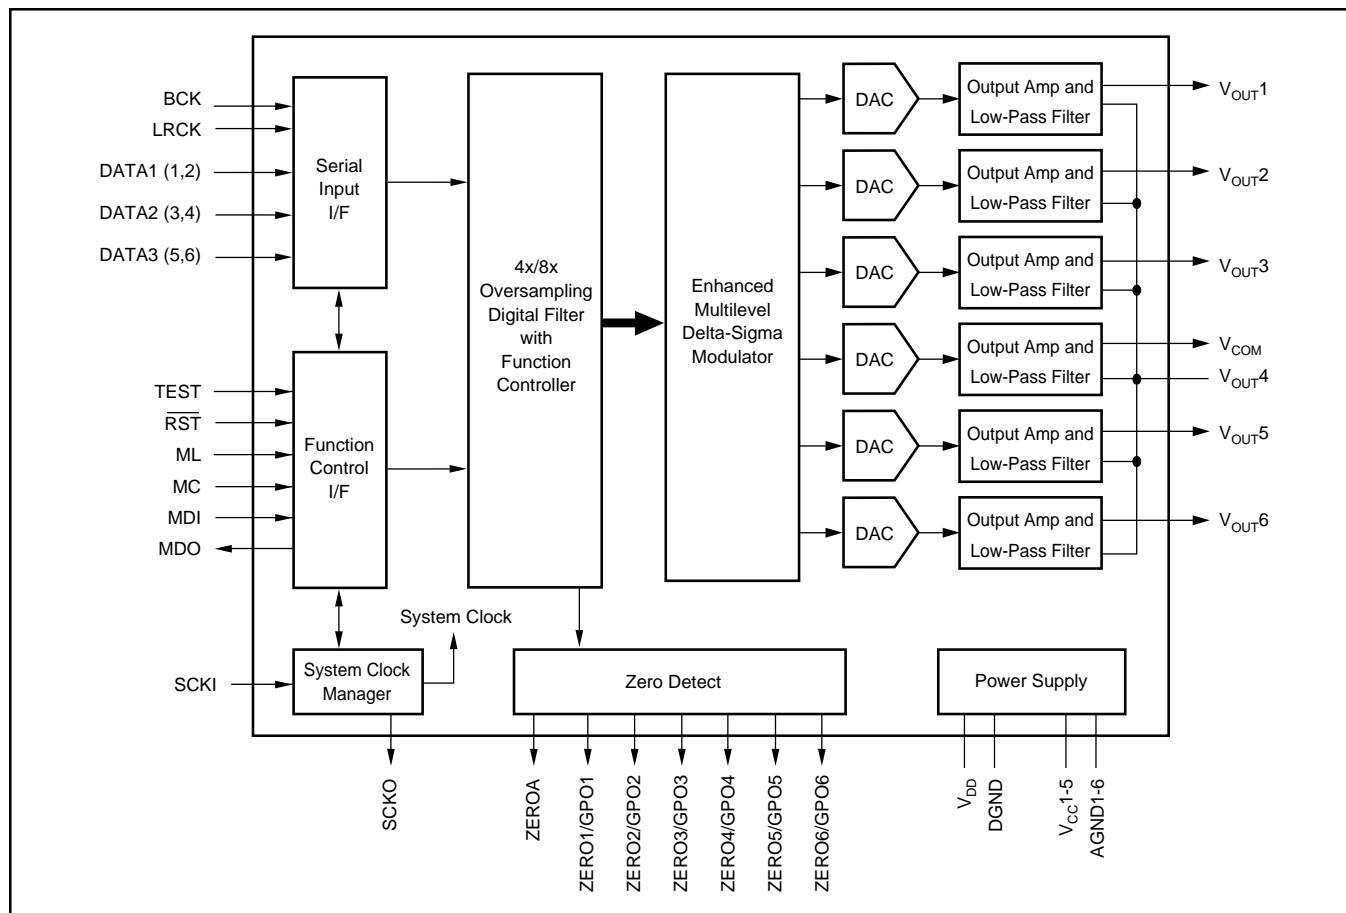 BCK
LRCK
DATA1 (1,2)
DATA2 (3,4)
DATA3 (5,6)
Serial
Input
I/F
TEST
RST
ML
MC
MDI
MDO
Function
Control
I/F
SCKI
System Clock
Manager
System Clock
SCKO
4x/8x
Oversampling
Digital Filter
with
Function
Controller
Enhanced
Multilevel
Delta-Sigma
Modulator
DAC
Output Amp and
Low-Pass Filter
VOUT1
DAC
Output Amp and
Low-Pass Filter
VOUT2
DAC
Output Amp and
Low-Pass Filter
VOUT3
DAC
Output Amp and
Low-Pass Filter
VCOM
VOUT4
DAC
Output Amp and
Low-Pass Filter
VOUT5
DAC
Output Amp and
Low-Pass Filter
VOUT6
Zero Detect
ZEROA
ZERO1/GPO1
ZERO2/GPO2
ZERO3/GPO3
ZERO4/GPO4
ZERO5/GPO5
ZERO6/GPO6
Power Supply
VDD
DGND
VCC1-5
AGND1-6